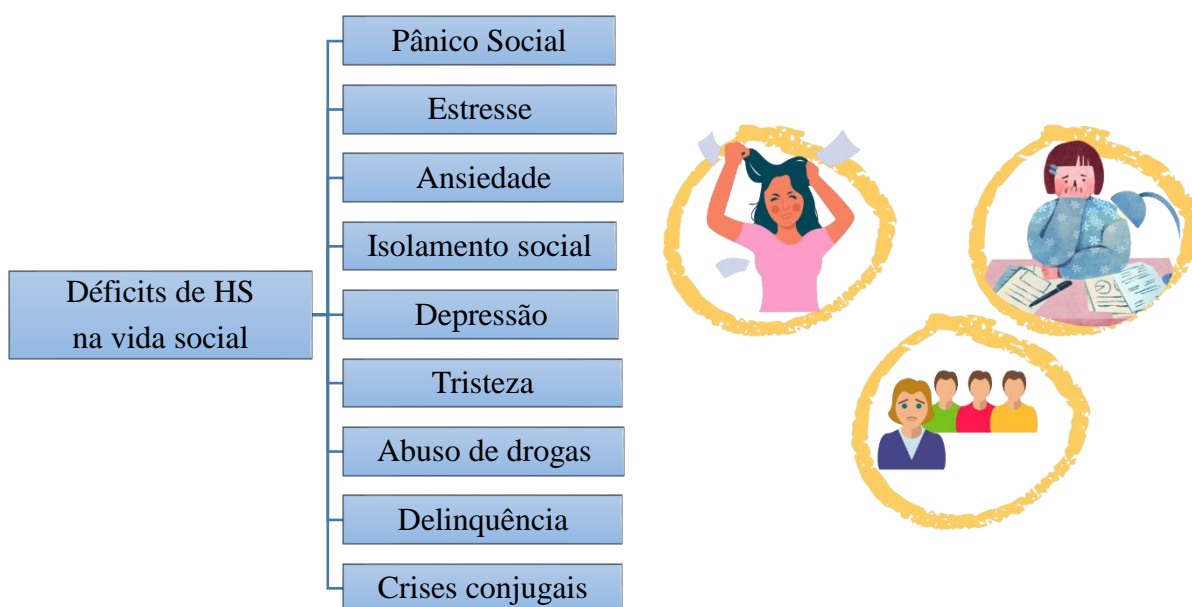 Déficits de HS
na vida social
Pânico Social
Estresse
Ansiedade
Isolamento social
Depressão
Tristeza
Abuso de drogas
Delinquência
Crises conjugais